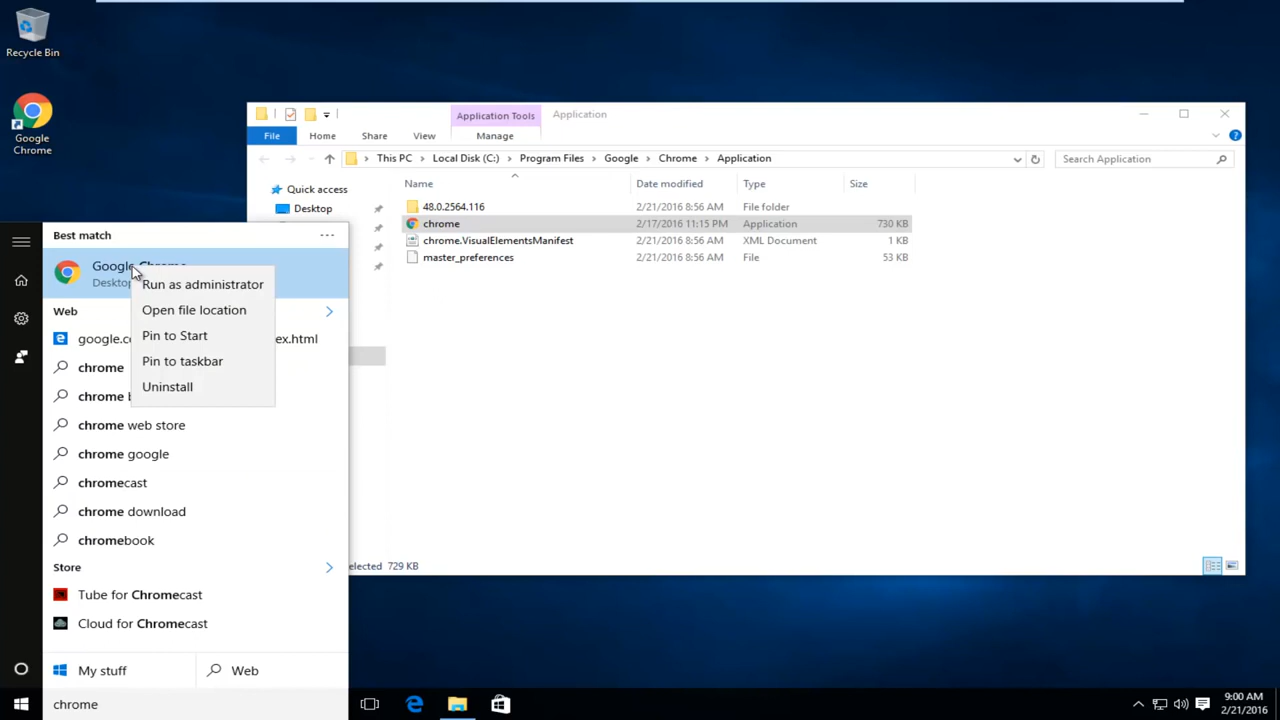 Recycle Bin
Google
Chrome
Application Tools
Application
File
Home
Share
View
Manage
This PC
Local Disk (C:)
Program Files
Google
Chrome
Application
Search Application
Quick access
Desktop
Name
Date modified
Type
Size
48.0.2564.116
2/21/2016 8:56 AM
File folder
chrome
2/17/2016 11:15 PM
Application
730 KB
chrome.VisualElementsManifest
2/21/2016 8:56 AM
XML Document
1 KB
master_preferences
2/21/2016 8:56 AM
File
53 KB
729 KB
Best match
Google Chrome
Run as administrator
Open file location
Pin to Start
Pin to taskbar
Uninstall
Web
chrome
chrome
chrome web store
chrome google
chromecast
chrome download
chromebook
Store
Tube for Chromecast
Cloud for Chromecast
My stuff
Web
chrome
9:00 AM
2/21/2016